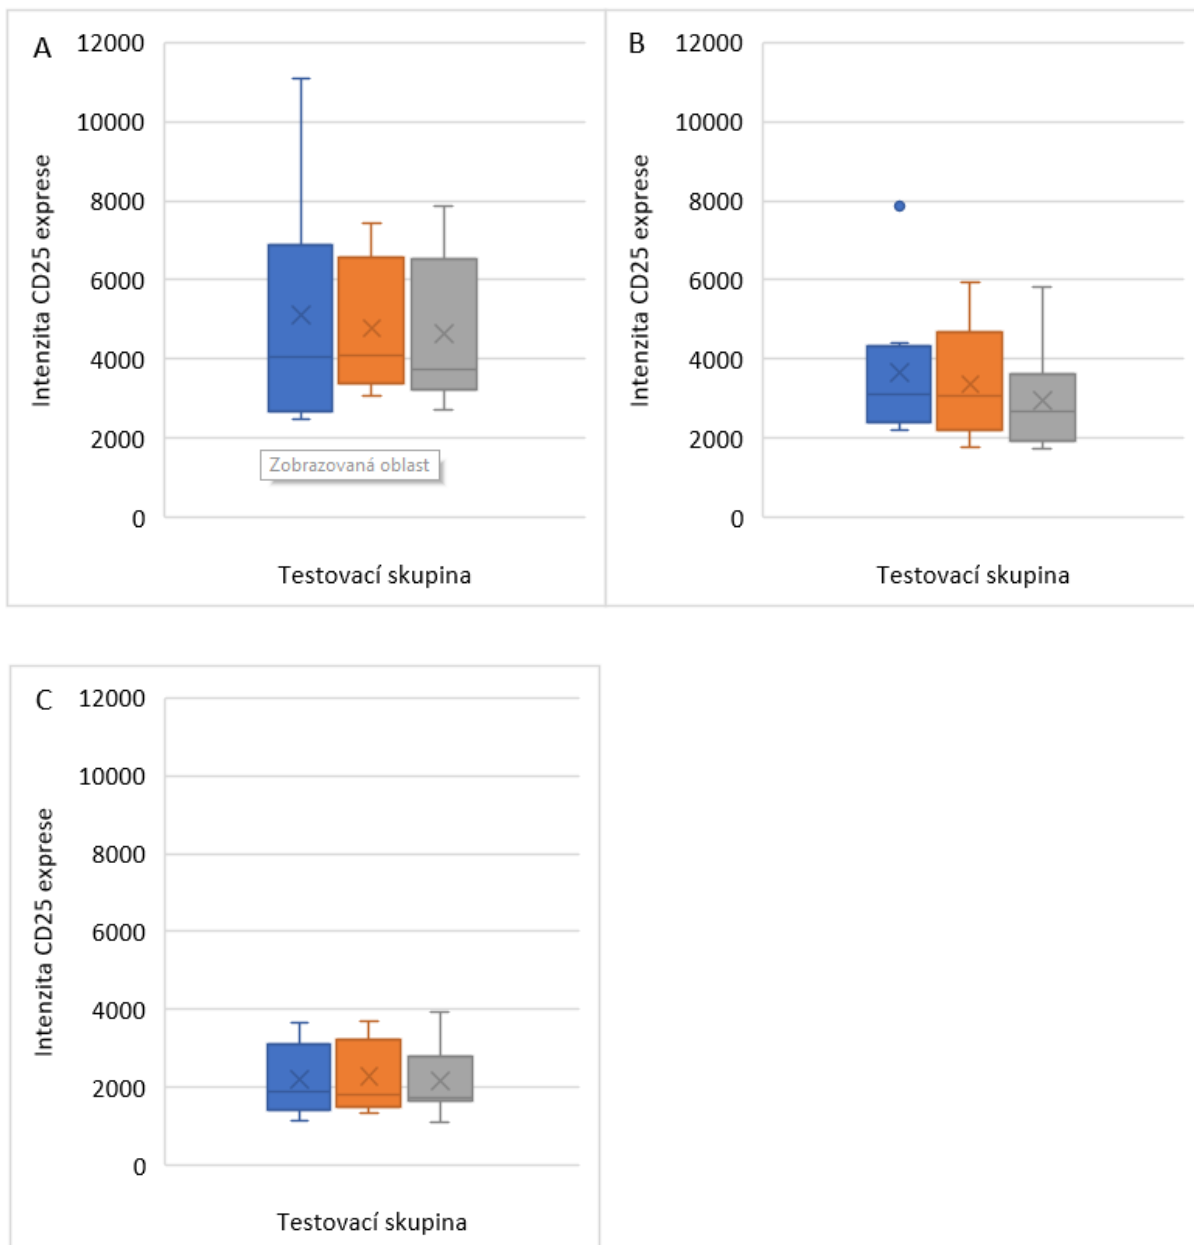 A
12000
10000
8000
6000
4000
2000
0
Intenzita CD25 exprese
Zobrazovaná oblast
Testovací skupina
B
12000
10000
8000
6000
4000
2000
0
Intenzita CD25 exprese
Testovací skupina
C
12000
10000
8000
6000
4000
2000
0
Intenzita CD25 exprese
Testovací skupina